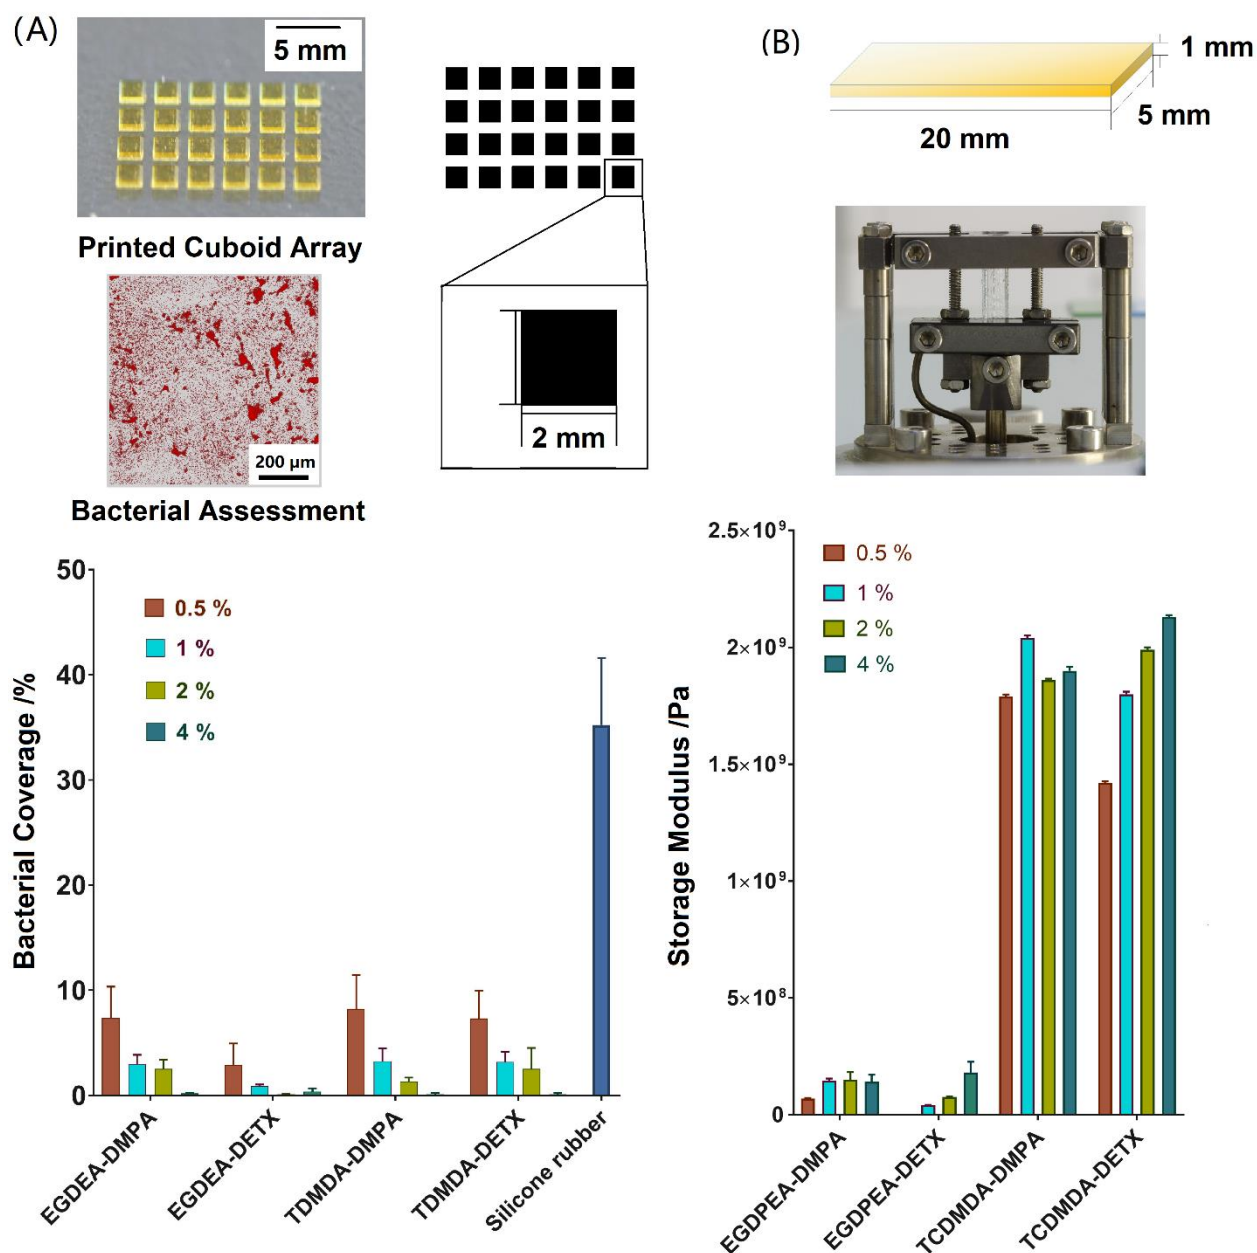 (A)
5 mm
Printed Cuboid Array
2 mm
200 μm
Bacterial Assessment
50
40
30
20
10
0
Bacterial Coverage /%
0.5 %
1 %
2 %
4 %
EGDEA-DMPA
EGDEA-DETX
TDMDA-DMPA
TDMDA-DETX
Silicone rubber
(B)
1 mm
5 mm
20 mm
2.5×10⁹
2×10⁹
1.5×10⁹
1×10⁹
5×10⁸
0
Storage Modulus /Pa
0.5 %
1 %
2 %
4 %
EGDPEA-DMPA
EGDPEA-DETX
TCDMDA-DMPA
TCDMDA-DETX